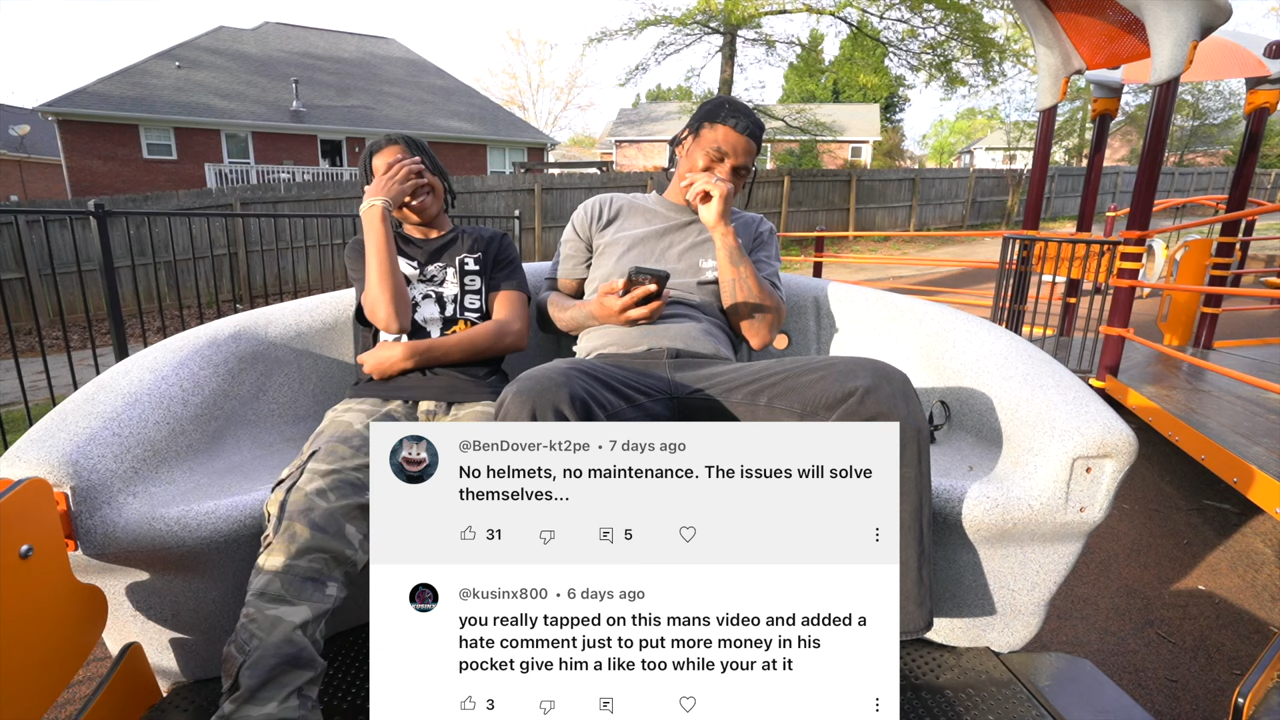 196
@BenDover-kt2pe • 7 days ago
No helmets, no maintenance. The issues will solve
themselves...
31
5
@kusinx800 • 6 days ago
you really tapped on this mans video and added a
hate comment just to put more money in his
pocket give him a like too while your at it
3